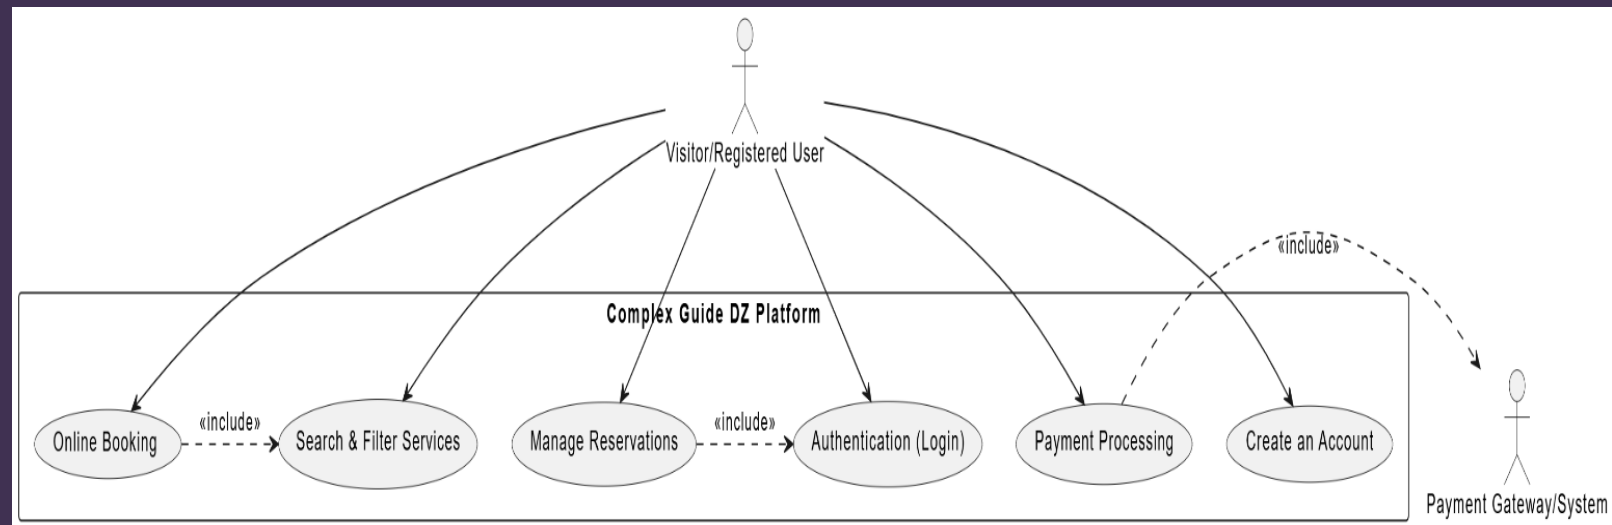 Visitor/Registered User
«include»
Complex Guide DZ Platform
«include»
«include»
Online Booking
Search & Filter Services
Manage Reservations
Authentication (Login)
Payment Processing
Create an Account
Payment Gateway/System